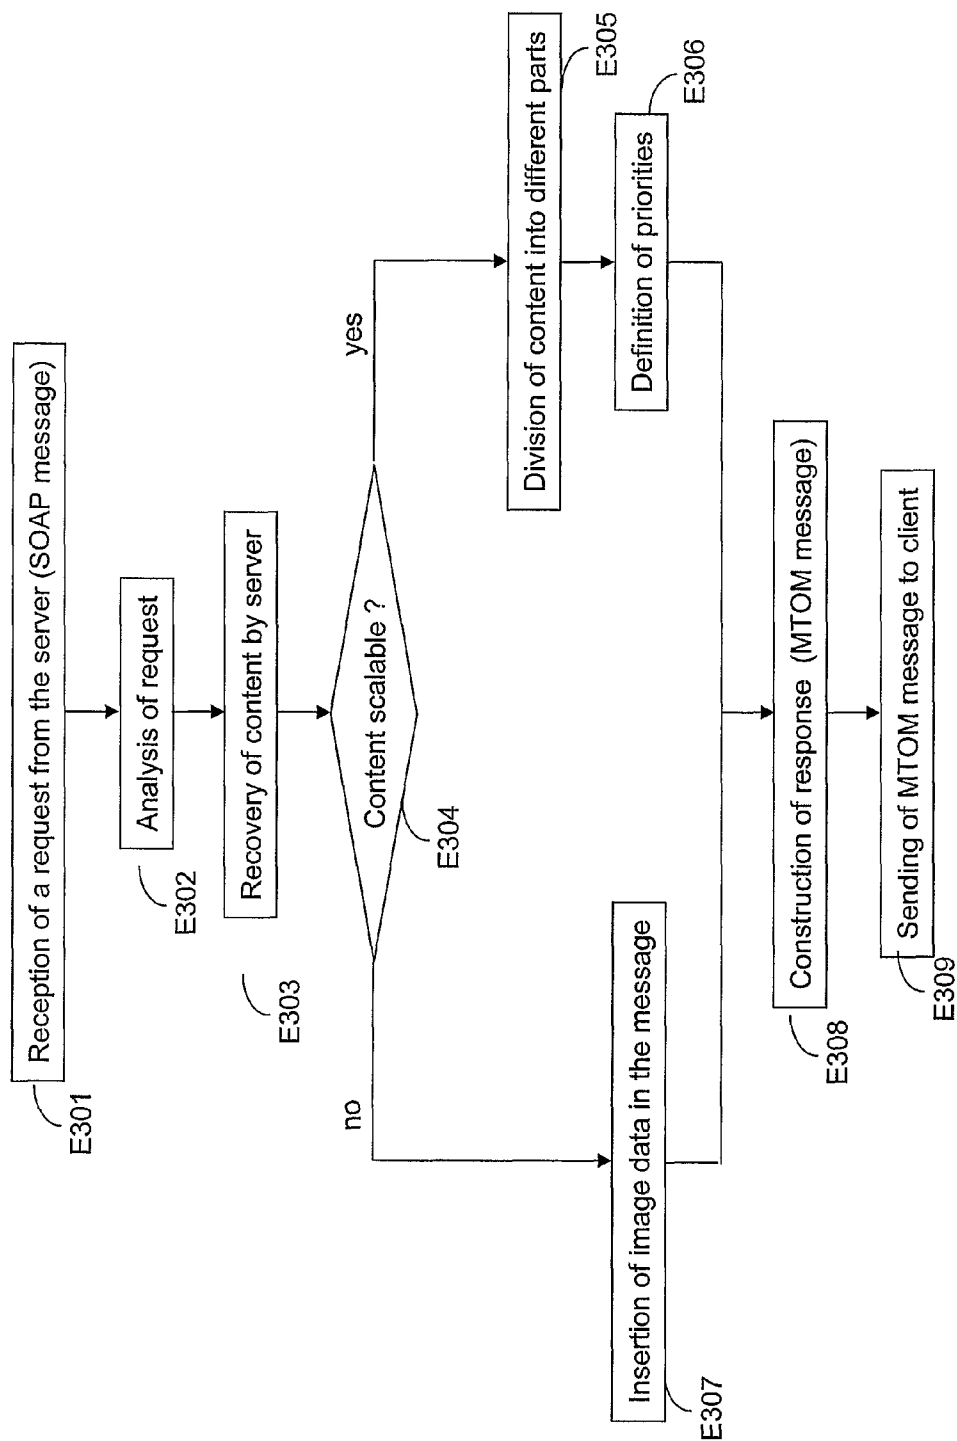 Reception of a request from the server (SOAP message)
E301
Analysis of request
E302
Recovery of content by server
E303
Content scalable ?
E304
no
yes
Division of content into different parts
E305
Definition of priorities
E306
Insertion of image data in the message
E307
Construction of response (MTOM message)
E308
Sending of MTOM message to client
E309